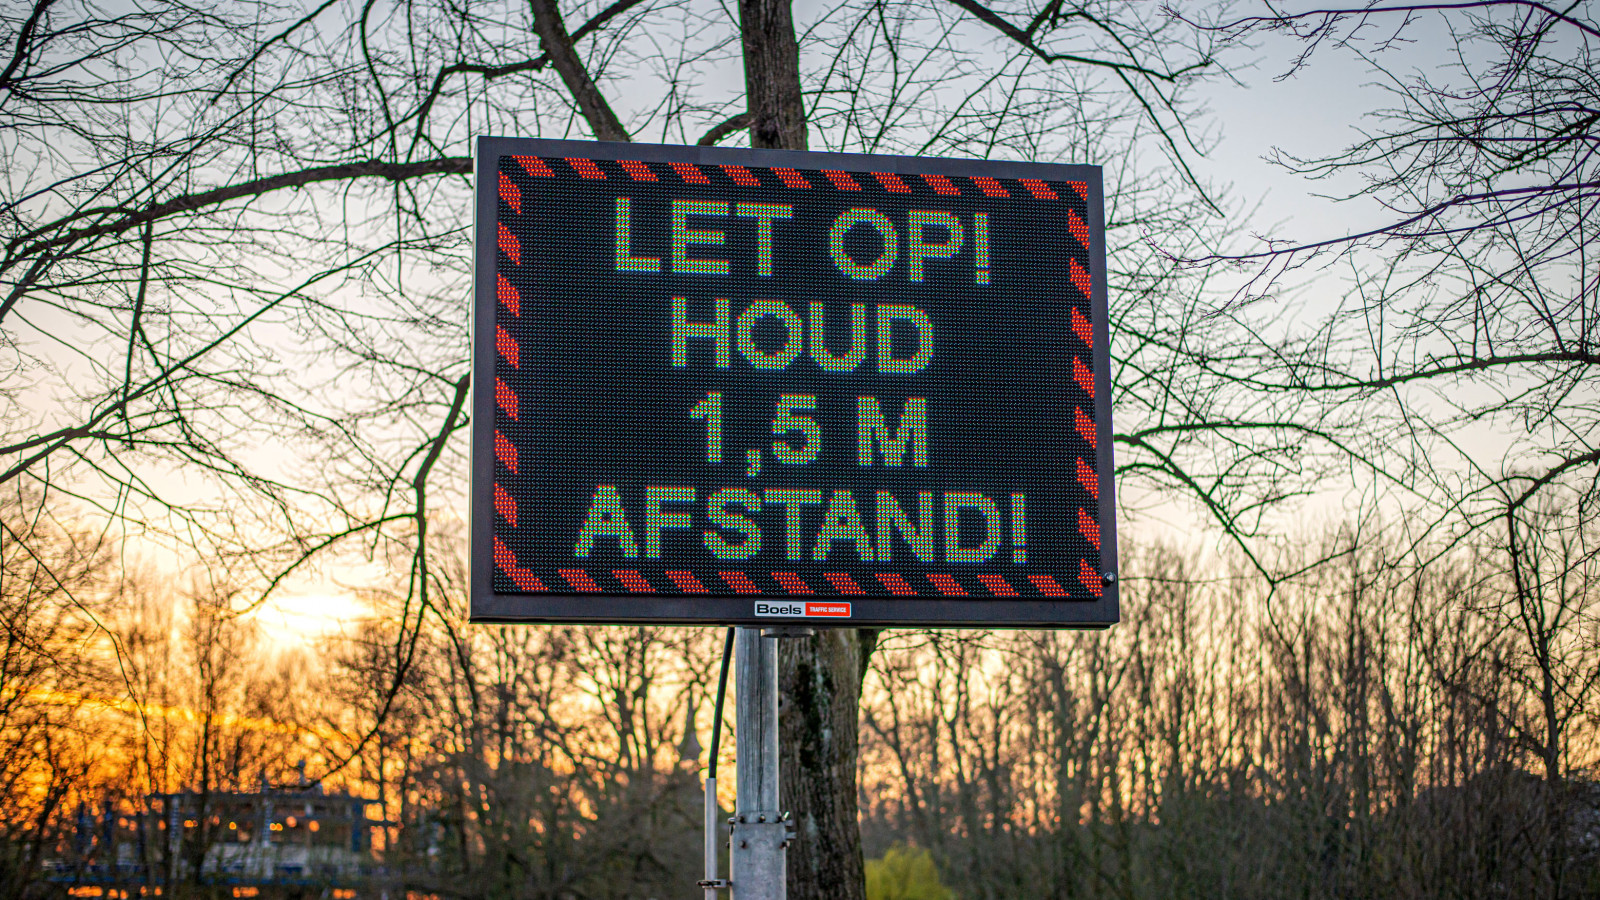 LET OP!
HOUD
1,5 M
AFSTAND!
Boels TRAFFIC SERVICE